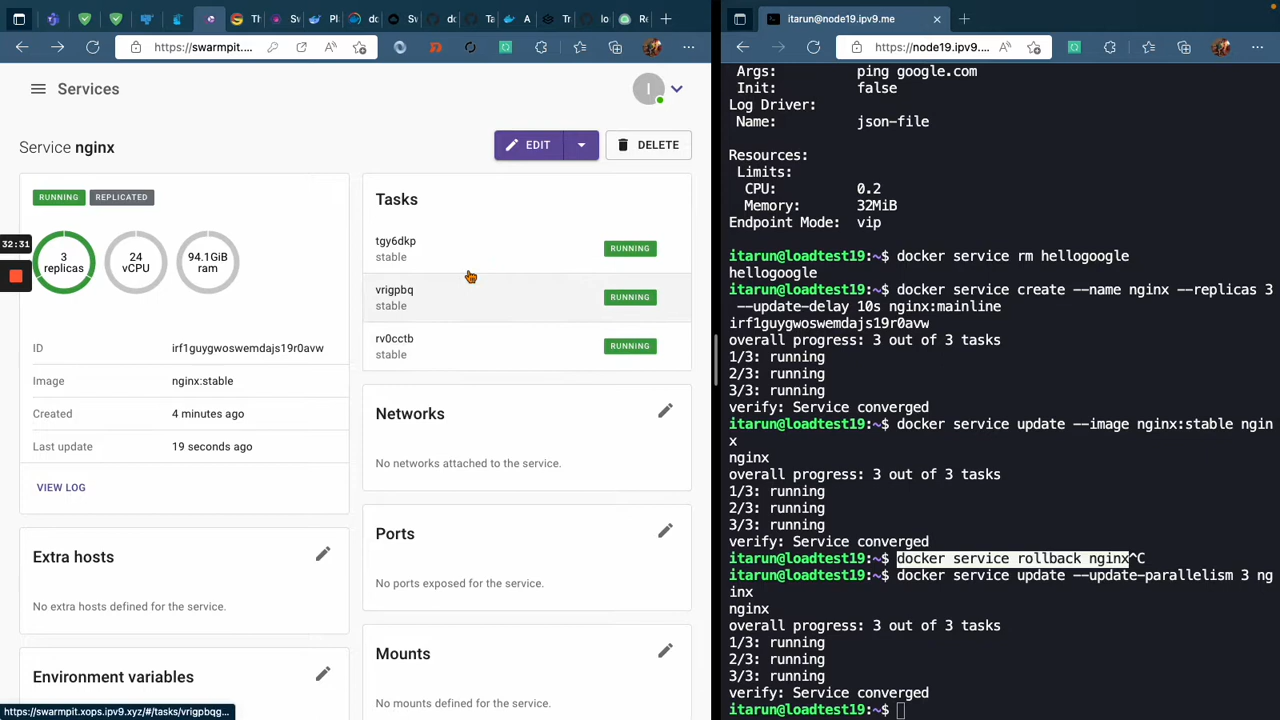 Th
Sw
Pl
do
Sw
do
Ta
A
Tr
lo
Re
https://swarmpit....
Services
I
Service nginx
EDIT
DELETE
RUNNING
REPLICATED
3
replicas
24
vCPU
94.1GiB
ram
32:31
ID
irf1guygwoswemdajs19r0avw
Image
nginx:stable
Created
4 minutes ago
Last update
19 seconds ago
VIEW LOG
Extra hosts
No extra hosts defined for the service.
Environment variables
https://swarmpit.xops.ipv9.xyz/#/tasks/vrigpbqg...
Tasks
tgy6dkp
stable
RUNNING
vrigpbq
stable
RUNNING
rv0cctb
stable
RUNNING
Networks
No networks attached to the service.
Ports
No ports exposed for the service.
Mounts
No mounts defined for the service.
itarun@node19.ipv9.me
https://node19.ipv9....
Args: ping google.com
Init: false
Log Driver:
Name: json-file
Resources:
Limits:
CPU: 0.2
Memory: 32MiB
Endpoint Mode: vip
itarun@loadtest19:~$ docker service rm hellogoogle
hellogoogle
itarun@loadtest19:~$ docker service create --name nginx --replicas 3
--update-delay 10s nginx:mainline
irf1guygwoswemdajs19r0avw
overall progress: 3 out of 3 tasks
1/3: running
2/3: running
3/3: running
verify: Service converged
itarun@loadtest19:~$ docker service update --image nginx:stable ngin
x
nginx
overall progress: 3 out of 3 tasks
1/3: running
2/3: running
3/3: running
verify: Service converged
itarun@loadtest19:~$ docker service rollback nginx^C
itarun@loadtest19:~$ docker service update --update-parallelism 3 ng
inx
nginx
overall progress: 3 out of 3 tasks
1/3: running
2/3: running
3/3: running
verify: Service converged
itarun@loadtest19:~$